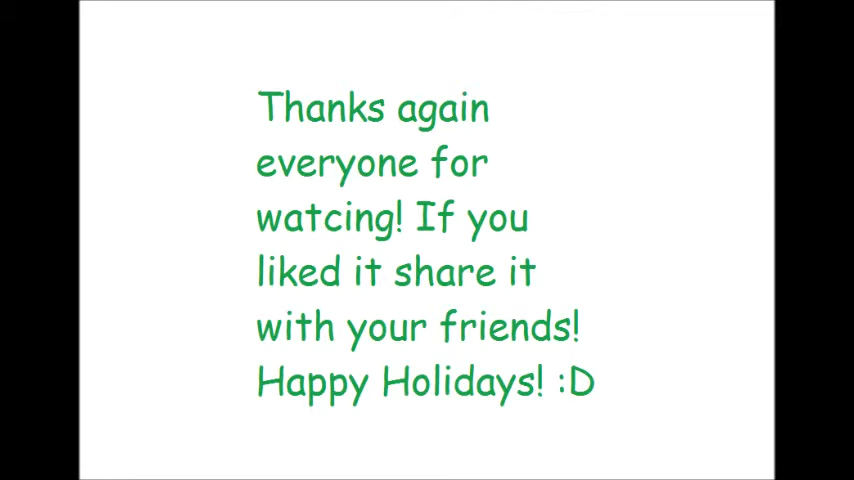 Thanks again
everyone for
watcing! If you
liked it share it
with your friends!
Happy Holidays! :D